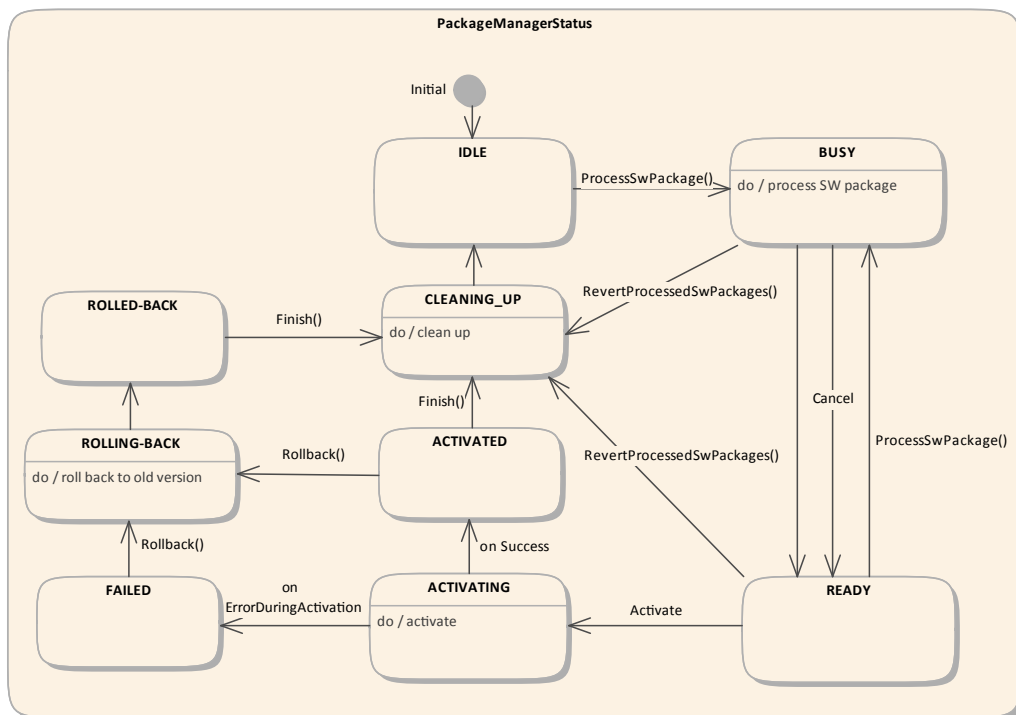 PackageManagerStatus
Initial
IDLE
BUSY
ProcessSwPackage()
do / process SW package
CLEANING_UP
RevertProcessedSwPackages()
ROLLED-BACK
Finish()
do / clean up
Finish()
Cancel
ROLLING-BACK
ACTIVATED
ProcessSwPackage()
Rollback()
RevertProcessedSwPackages()
do / roll back to old version
Rollback()
on Success
FAILED
on
ErrorDuringActivation
ACTIVATING
READY
Activate
do / activate